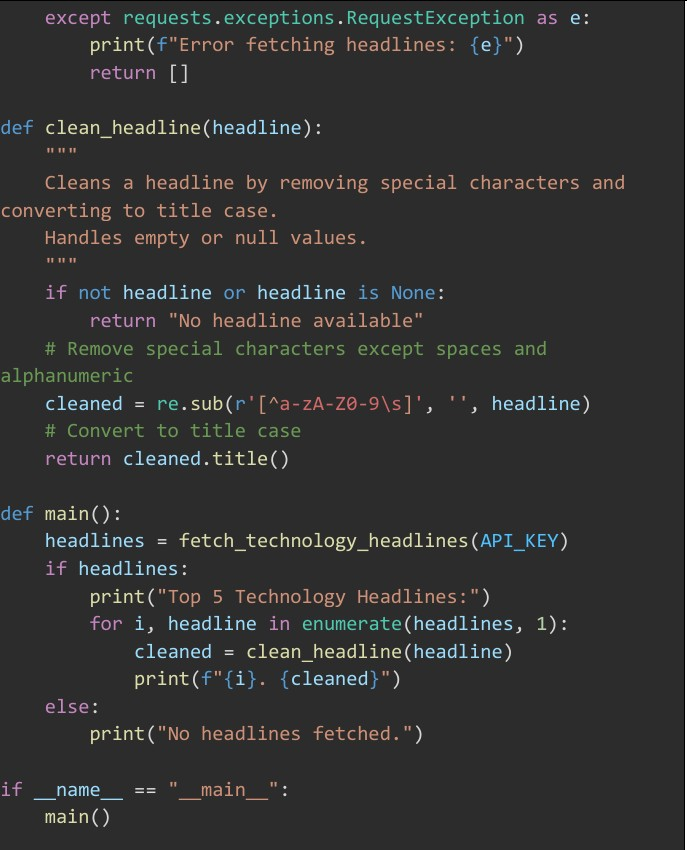 except requests.exceptions.RequestException as e:
        print(f"Error fetching headlines: {e}")
        return []

def clean_headline(headline):
    """
    Cleans a headline by removing special characters and
converting to title case.
    Handles empty or null values.
    """
    if not headline or headline is None:
        return "No headline available"
    # Remove special characters except spaces and
alphanumeric
    cleaned = re.sub(r'[^a-zA-Z0-9\s]', '', headline)
    # Convert to title case
    return cleaned.title()

def main():
    headlines = fetch_technology_headlines(API_KEY)
    if headlines:
        print("Top 5 Technology Headlines:")
        for i, headline in enumerate(headlines, 1):
            cleaned = clean_headline(headline)
            print(f"{i}. {cleaned}")
    else:
        print("No headlines fetched.")

if __name__ == "__main__":
    main()